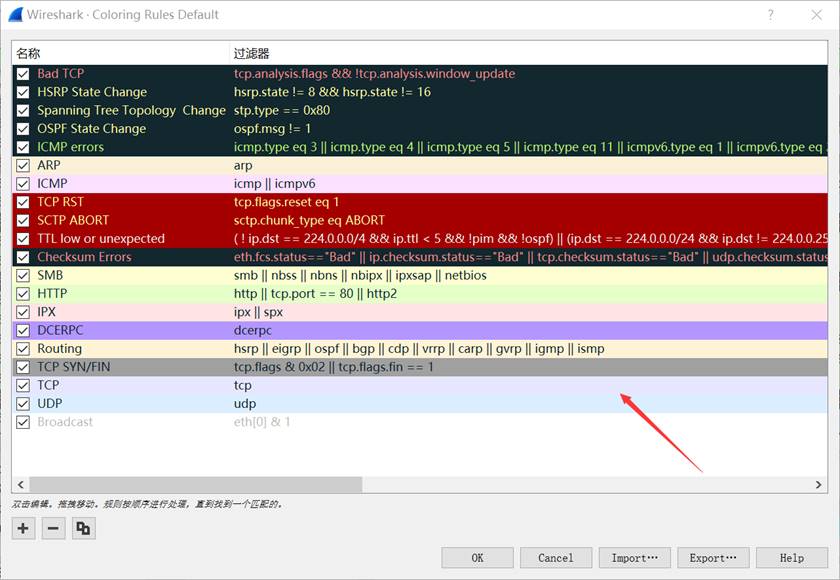 Wireshark · Coloring Rules Default
名称 过滤器
Bad TCP tcp.analysis.flags && !tcp.analysis.window_update
HSRP State Change hsrp.state != 8 && hsrp.state != 16
Spanning Tree Topology Change stp.type == 0x80
OSPF State Change ospf.msg != 1
ICMP errors icmp.type eq 3 || icmp.type eq 4 || icmp.type eq 5 || icmp.type eq 11 || icmpv6.type eq 1 || icmpv6.type eq
ARP arp
ICMP icmp || icmpv6
TCP RST tcp.flags.reset eq 1
SCTP ABORT sctp.chunk_type eq ABORT
TTL low or unexpected ( ! ip.dst == 224.0.0.0/4 && ip.ttl < 5 && !pim && !ospf) || (ip.dst == 224.0.0.0/24 && ip.dst != 224.0.0.25
Checksum Errors eth.fcs.status=="Bad" || ip.checksum.status=="Bad" || tcp.checksum.status=="Bad" || udp.checksum.status
SMB smb || nbss || nbns || nbipx || ipxsap || netbios
HTTP http || tcp.port == 80 || http2
IPX ipx || spx
DCERPC dcerpc
Routing hsrp || eigrp || ospf || bgp || cdp || vrrp || carp || gvrp || igmp || ismp
TCP SYN/FIN tcp.flags & 0x02 || tcp.flags.fin == 1
TCP tcp
UDP udp
Broadcast eth[0] & 1
双击编辑。拖拽移动。规则按顺序进行处理，直到找到一个匹配的。
OK Cancel Import… Export… Help